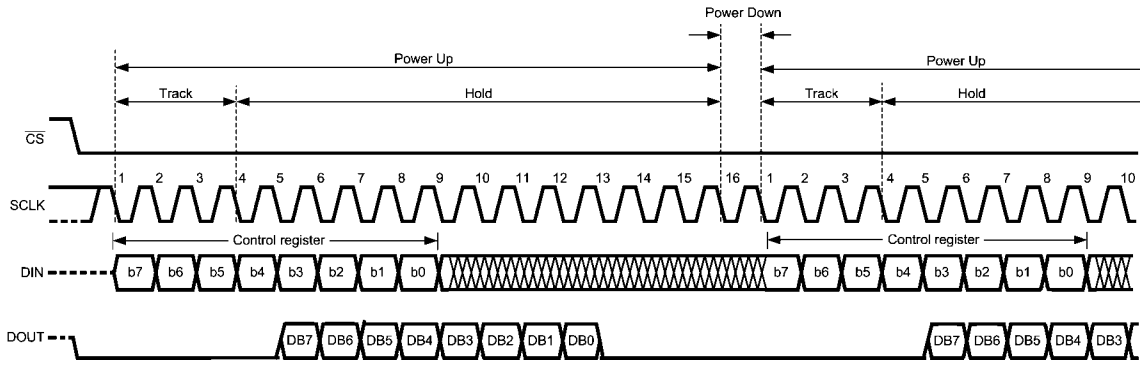 Power Down
Power Up
Power Up
Track
Hold
Track
Hold
CS
1 2 3 4 5 6 7 8 9 10 11 12 13 14 15 16 1 2 3 4 5 6 7 8 9 10
SCLK
Control register
Control register
DIN
b7 b6 b5 b4 b3 b2 b1 b0 b7 b6 b5 b4 b3 b2 b1 b0
DOUT
DB7 DB6 DB5 DB4 DB3 DB2 DB1 DB0 DB7 DB6 DB5 DB4 DB3